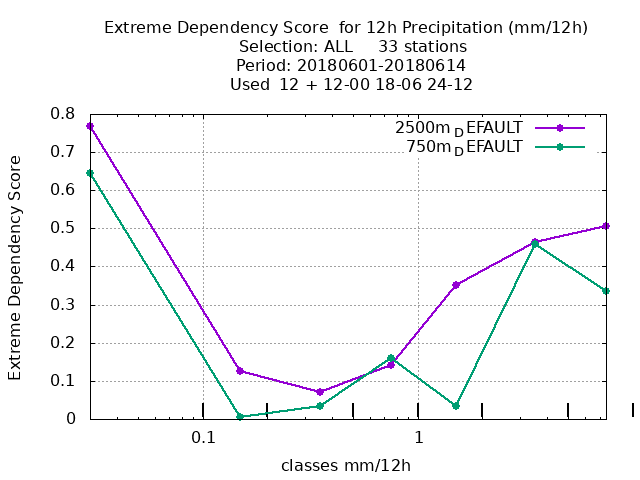 Extreme Dependency Score  for 12h Precipitation (mm/12h)
Selection: ALL     33 stations
Period: 20180601-20180614
Used  12 + 12-00 18-06 24-12
2500m_DEFAULT
750m_DEFAULT
Extreme Dependency Score
0.8
0.7
0.6
0.5
0.4
0.3
0.2
0.1
0
0.1 1
classes mm/12h